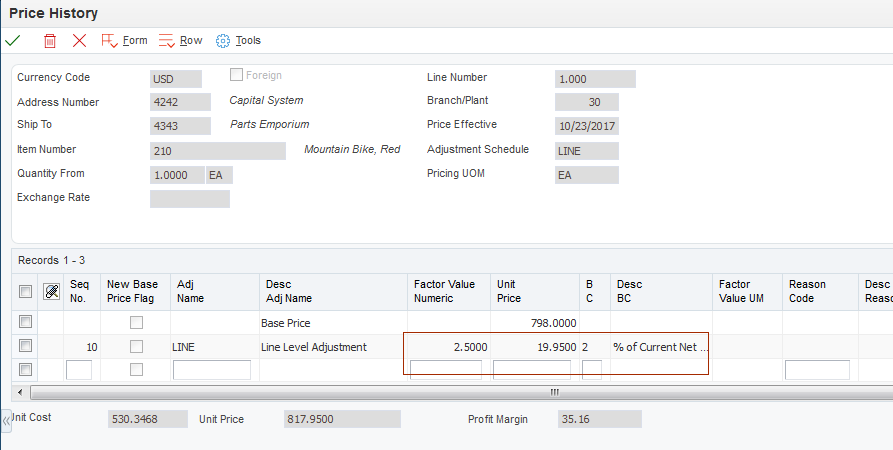 Price History
Form Row Tools
Currency Code USD Foreign Line Number 1.000
Address Number 4242 Capital System Branch/Plant 30
Ship To 4343 Parts Emporium Price Effective 10/23/2017
Item Number 210 Mountain Bike, Red Adjustment Schedule LINE
Quantity From 1.0000 EA Pricing UOM EA
Exchange Rate
Records 1 - 3
Seq New Base Adj Desc Factor Value Unit B Desc Factor Reason Desc
No. Price Flag Name Adj Name Numeric Price C BC Value UM Code Reaso
Base Price 798.0000
10 LINE Line Level Adjustment 2.5000 19.9500 2 % of Current Net ...
Unit Cost 530.3468 Unit Price 817.9500 Profit Margin 35.16